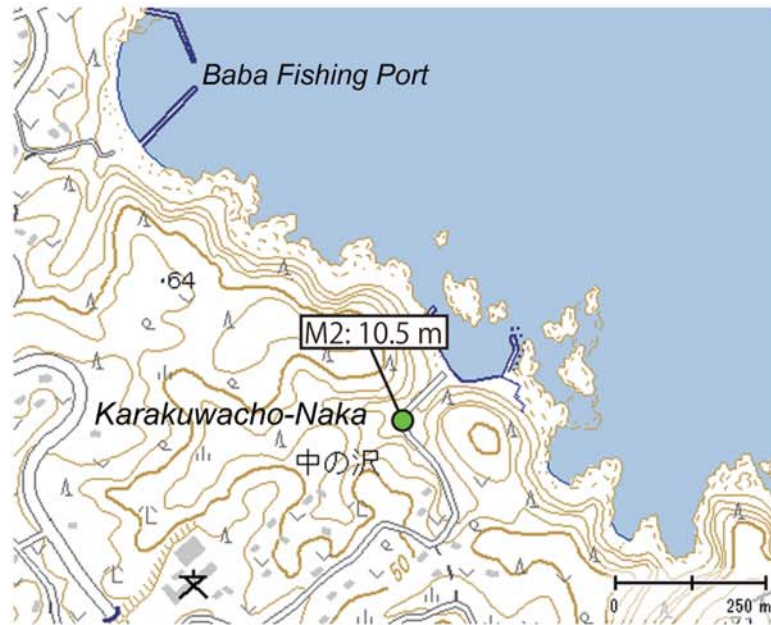 Baba Fishing Port
·64
M2: 10.5 m
Karakuwacho-Naka
中の沢
50
0 250 m